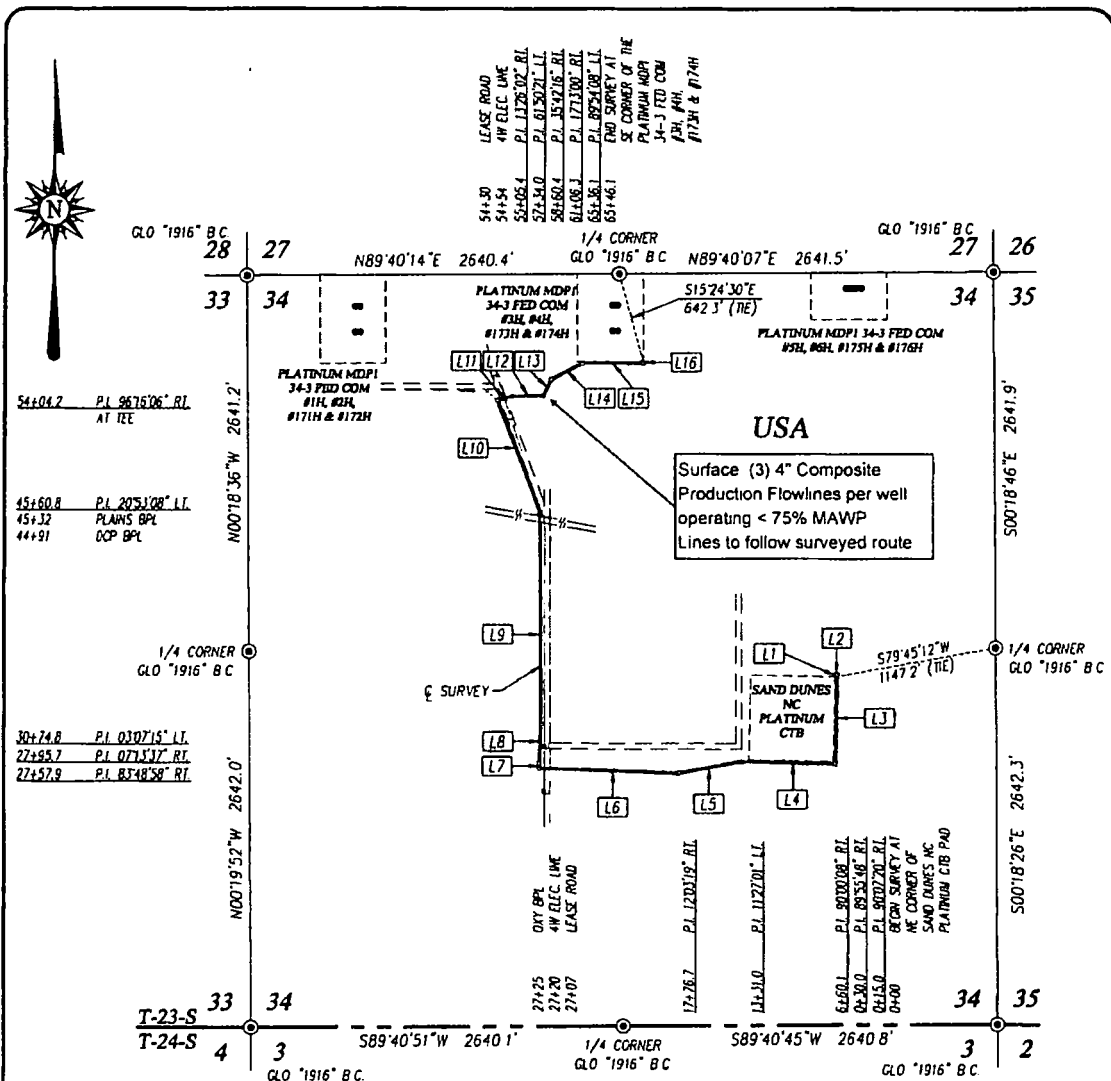 54+30 LEASE ROAD
54+54 4W ELEC. LINE
55+05.4 P.I. 13°26'02" RT.
57+34.0 P.I. 61°50'21" LT.
58+60.4 P.I. 35°42'16" RT.
61+06.3 P.I. 17°13'00" RT.
65+36.1 P.I. 89°54'08" LT.
65+46.1 END SURVEY AT
SE CORNER OF THE
PLATINUM MDP1
34-3 FED COM
#3H, #4H,
#173H & #174H
N
GLO "1916" B C.
28 27
33 34
N89°40'14"E 2640.4'
1/4 CORNER
GLO "1916" B C
N89°40'07"E 2641.5'
GLO "1916" B C
27 26
34 35
S15°24'30"E
642 3' (TIE)
PLATINUM MDP1
34-3 FED COM
#3H, #4H,
#173H & #174H
PLATINUM MDP1 34-3 FED COM
#5H, #6H, #175H & #176H
PLATINUM MDP1
34-3 FED COM
#1H, #2H,
#171H & #172H
L11
L12
L13
L14
L15
L16
L10
54+04.2 P.I. 96°16'06" RT.
AT TEE
N00°18'36"W 2641.2'
S00°18'46"E 2641.9'
USA
Surface (3) 4" Composite
Production Flowlines per well
operating < 75% MAWP
Lines to follow surveyed route
45+60.8 P.I. 20°53'08" LT.
45+32 PLAINS BPL
44+91 DCP BPL
L9
1/4 CORNER
GLO "1916" B C
L1
L2
S79°45'12"W
1147 2' (TIE)
1/4 CORNER
GLO "1916" B C
SAND DUNES
NC
PLATINUM
CTB
L3
℄ SURVEY
30+74.8 P.I. 03°07'15" LT.
27+95.7 P.I. 07°13'37" RT.
27+57.9 P.I. 83°48'58" RT.
L8
L7
L6
L5
L4
N00°19'52"W 2642.0'
S00°18'26"E 2642.3'
27+25 OXY BPL
27+20 4W ELEC. LINE
27+07 LEASE ROAD
17+76.7 P.I. 12°03'19" RT.
13+31.0 P.I. 11°27'01" LT.
6+60.1 P.I. 90°00'08" RT.
0+30.0 P.I. 89°55'48" RT.
0+15.0 P.I. 90°07'20" RT.
0+00 BEGIN SURVEY AT
NE CORNER OF
SAND DUNES NC
PLATINUM CTB PAD
33 34
34 35
T-23-S
T-24-S
4 3
S89°40'51"W 2640 1'
1/4 CORNER
GLO "1916" B C
S89°40'45"W 2640 8'
3 2
GLO "1916" B C.
GLO "1916" B C